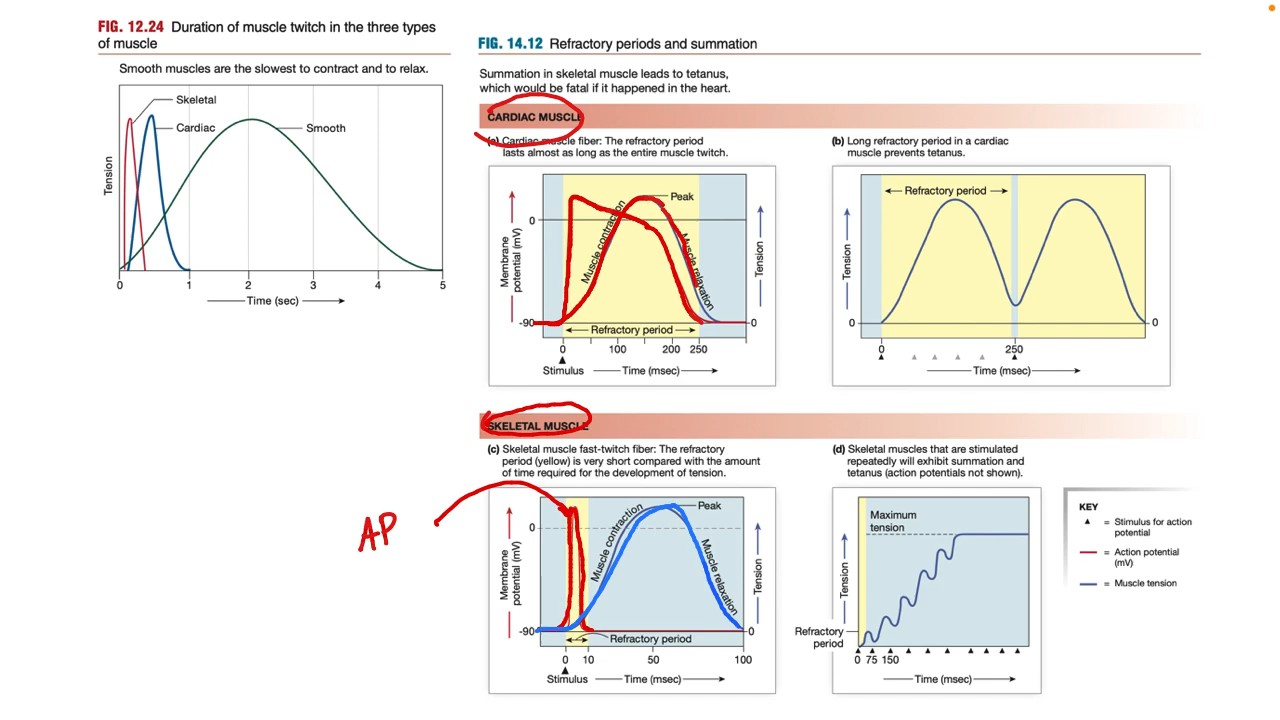 FIG. 12.24 Duration of muscle twitch in the three types
of muscle
Smooth muscles are the slowest to contract and to relax.
Skeletal
Cardiac
Smooth
Tension
0 1 2 3 4 5
Time (sec)
FIG. 14.12 Refractory periods and summation
Summation in skeletal muscle leads to tetanus,
which would be fatal if it happened in the heart.
CARDIAC MUSCLE
(a) Cardiac muscle fiber: The refractory period
lasts almost as long as the entire muscle twitch.
Peak
0
Muscle contraction
Muscle relaxation
Membrane
potential (mV)
Tension
-90
0
Refractory period
0 100 200 250
Stimulus
Time (msec)
(b) Long refractory period in a cardiac
muscle prevents tetanus.
Refractory period
Tension
0
0
0 250
Time (msec)
SKELETAL MUSCLE
(c) Skeletal muscle fast-twitch fiber: The refractory
period (yellow) is very short compared with the amount
of time required for the development of tension.
AP
Peak
0
Muscle contraction
Muscle relaxation
Membrane
potential (mV)
Tension
-90
0
Refractory period
0 10 50 100
Stimulus
Time (msec)
(d) Skeletal muscles that are stimulated
repeatedly will exhibit summation and
tetanus (action potentials not shown).
Maximum
tension
Tension
Refractory
period
0 75 150
Time (msec)
KEY
▲ = Stimulus for action
potential
= Action potential
(mV)
= Muscle tension